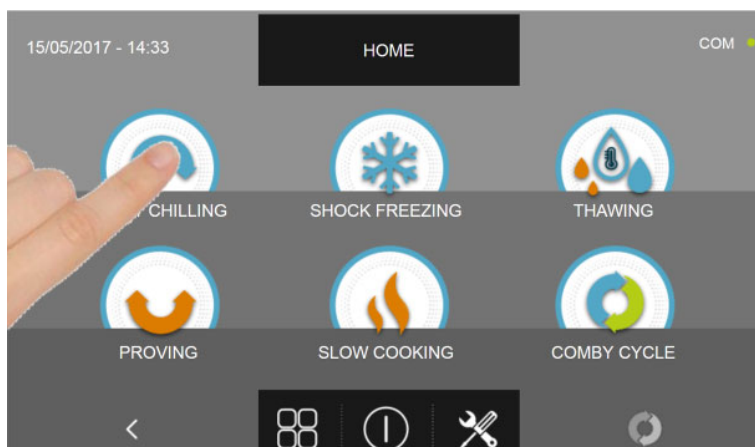 15/05/2017 - 14:33
HOME
COM
CHILLING
SHOCK FREEZING
THAWING
PROVING
SLOW COOKING
COMBY CYCLE